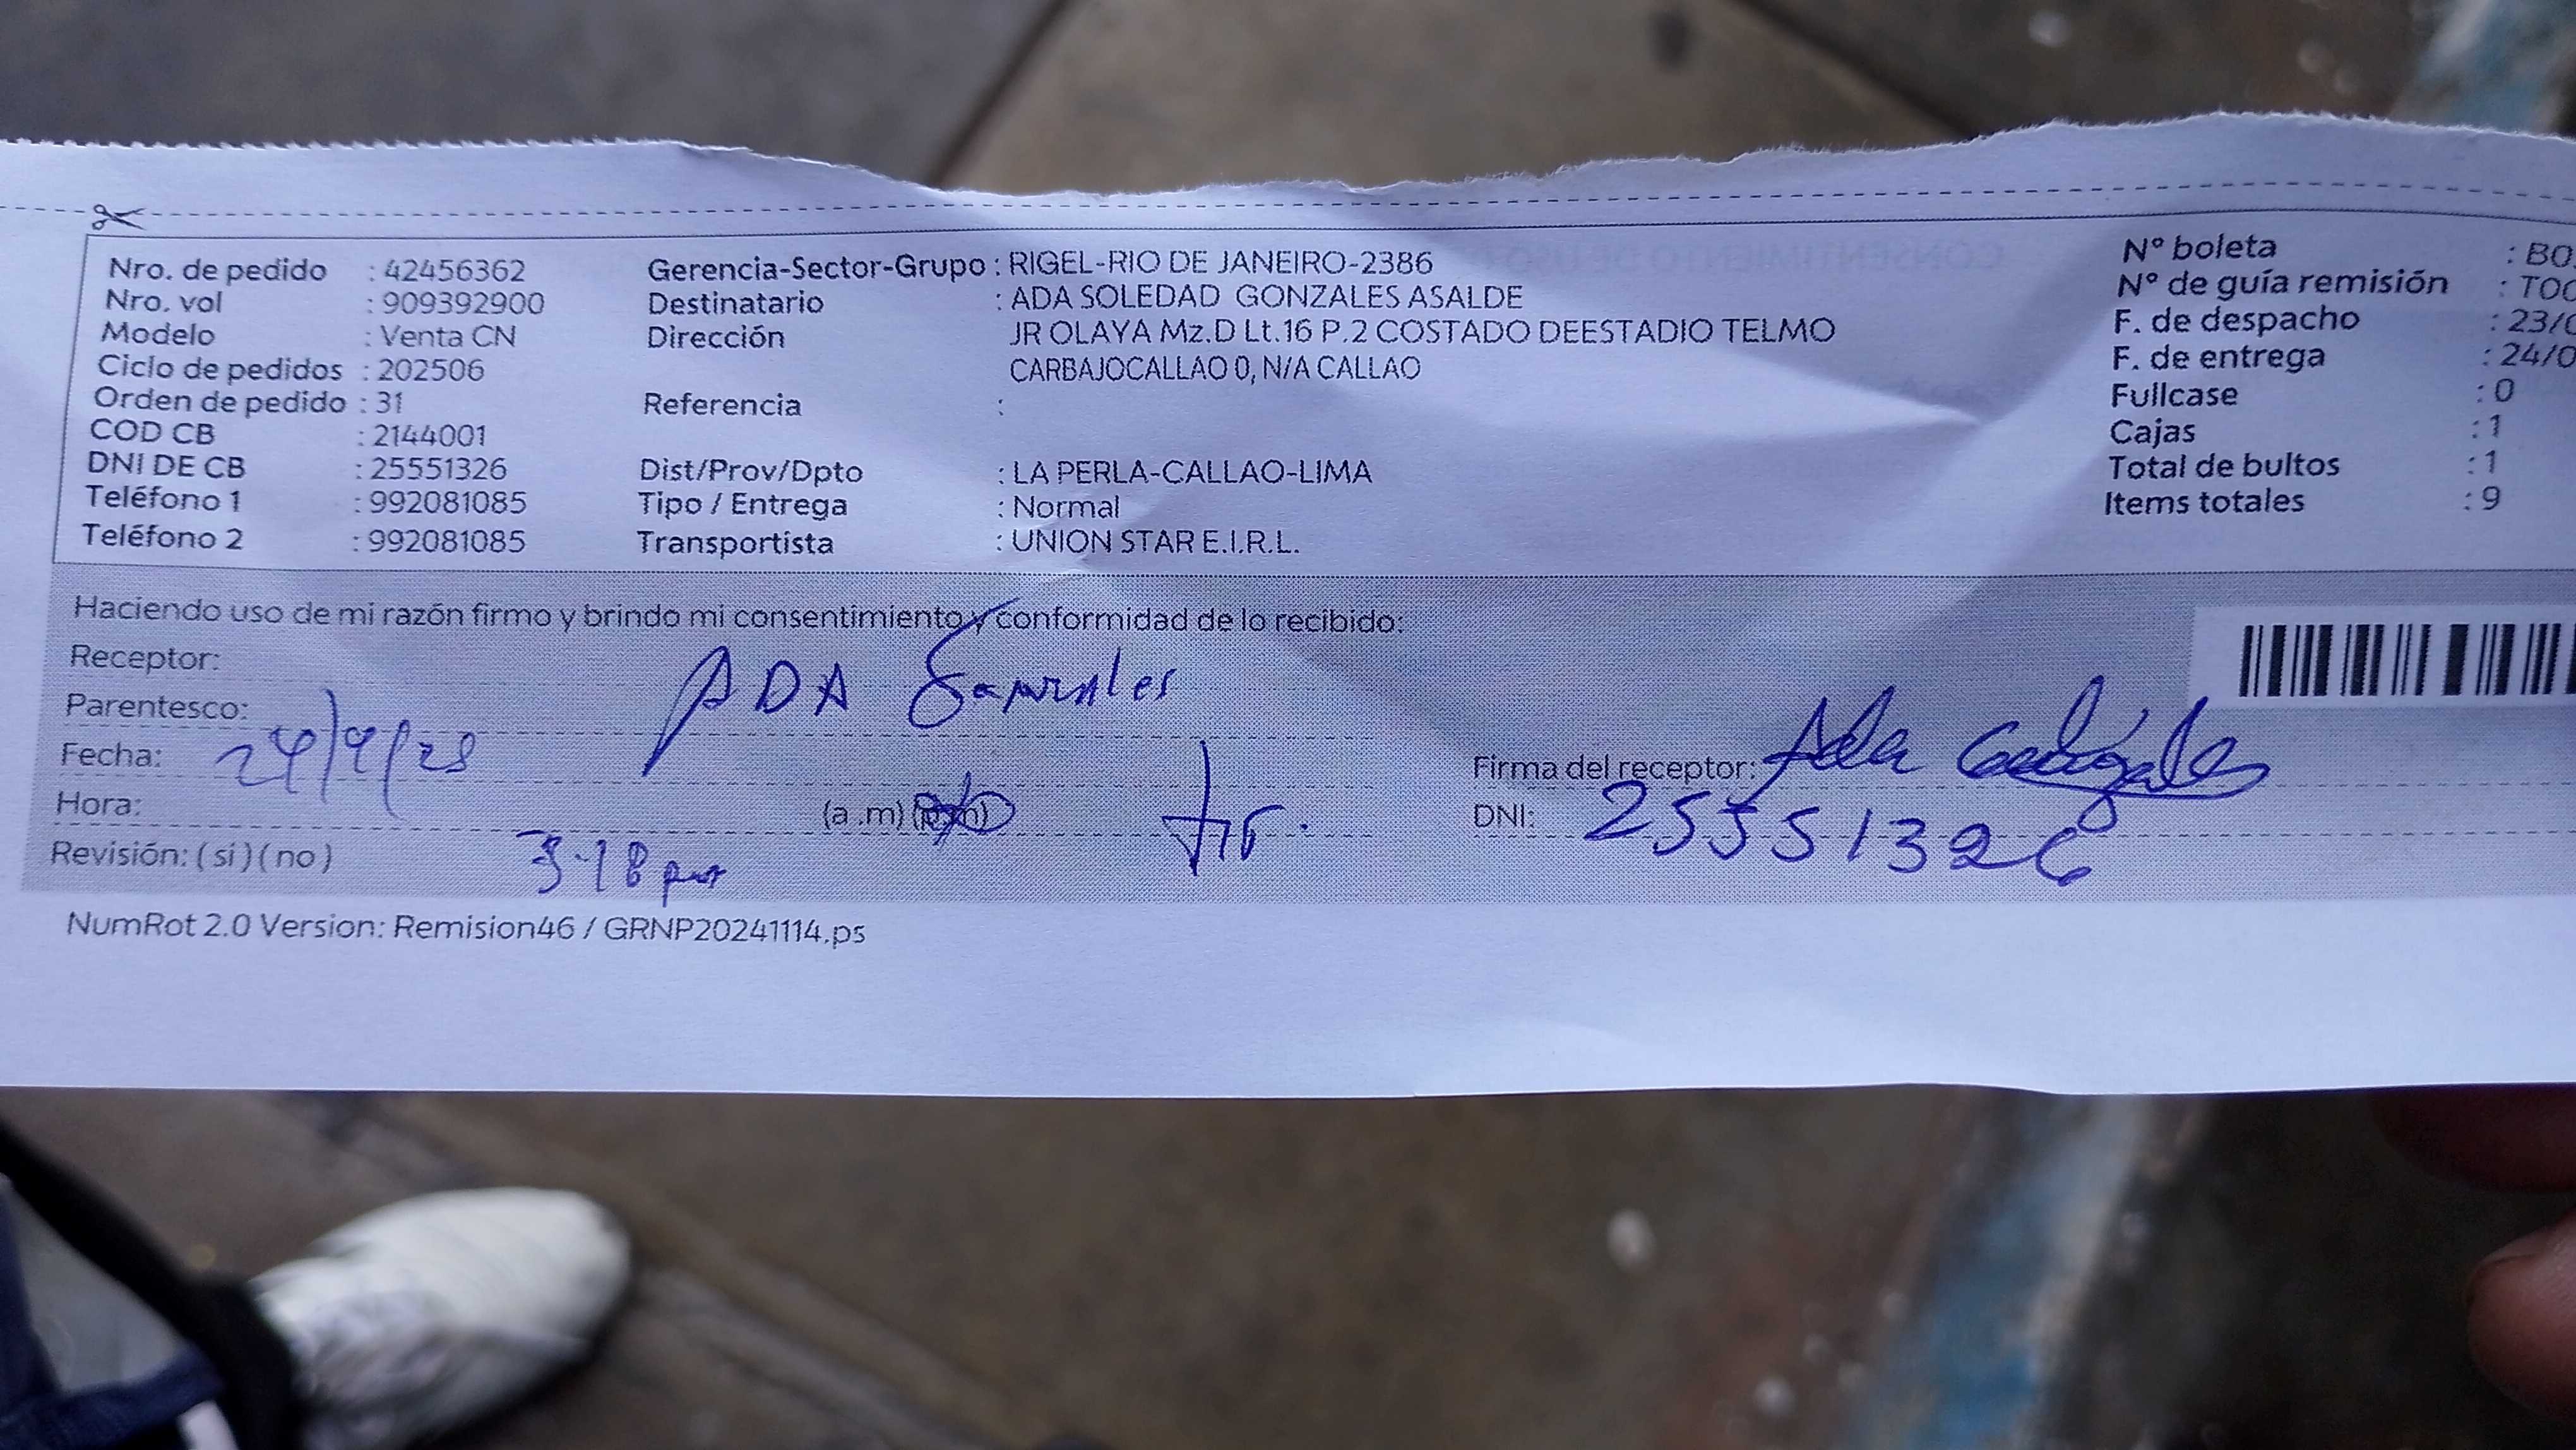 Nro. de pedido : 42456362
Nro. vol : 909392900
Modelo : Venta CN
Ciclo de pedidos : 202506
Orden de pedido : 31
COD CB : 2144001
DNI DE CB : 25551326
Teléfono 1 : 992081085
Teléfono 2 : 992081085
Gerencia-Sector-Grupo : RIGEL-RIO DE JANEIRO-2386
Destinatario : ADA SOLEDAD GONZALES ASALDE
Dirección JR OLAYA Mz.D Lt.16 P.2 COSTADO DEESTADIO TELMO
CARBAJOCALLAO 0, N/A CALLAO
Referencia :
Dist/Prov/Dpto : LA PERLA-CALLAO-LIMA
Tipo / Entrega : Normal
Transportista : UNION STAR E.I.R.L.
N° boleta : BO
N° de guía remisión : TOO
F. de despacho : 23/0
F. de entrega : 24/0
Fullcase : 0
Cajas : 1
Total de bultos : 1
Items totales : 9
Haciendo uso de mi razón firmo y brindo mi consentimiento y conformidad de lo recibido:
Receptor: ADA
Parentesco:
Fecha: 24/4/25
Hora: (a .m) (p.m)
Firma del receptor: Ada
DNI: 25551326
Revisión: ( si ) ( no ) 3:18 pm
NumRot 2.0 Version: Remision46 / GRNP20241114.ps